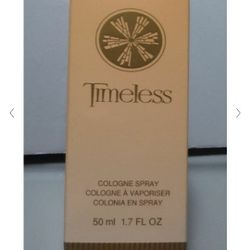 Timeless
COLOGNE SPRAY
COLOGNE À VAPORISER
COLONIA EN SPRAY
50 ml 1.7 FL OZ